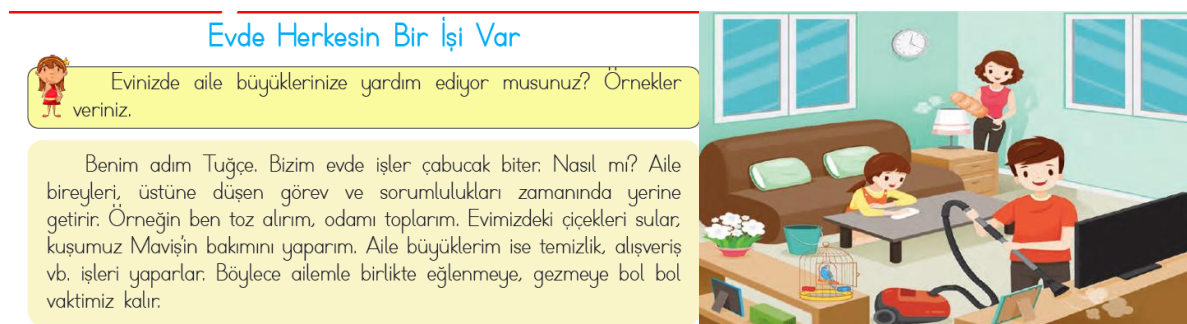 Evde Herkesin Bir İşi Var
Evinizde aile büyüklerinize yardım ediyor musunuz? Örnekler
veriniz.
Benim adım Tuğçe. Bizim evde işler çabucak biter. Nasıl mı? Aile
bireyleri, üstüne düşen görev ve sorumlulukları zamanında yerine
getirir. Örneğin ben toz alırım, odamı toplarım. Evimizdeki çiçekleri sular,
kuşumuz Maviş'in bakımını yaparım. Aile büyüklerim ise temizlik, alışveriş
vb. işleri yaparlar. Böylece ailemle birlikte eğlenmeye, gezmeye bol bol
vaktimiz kalır.